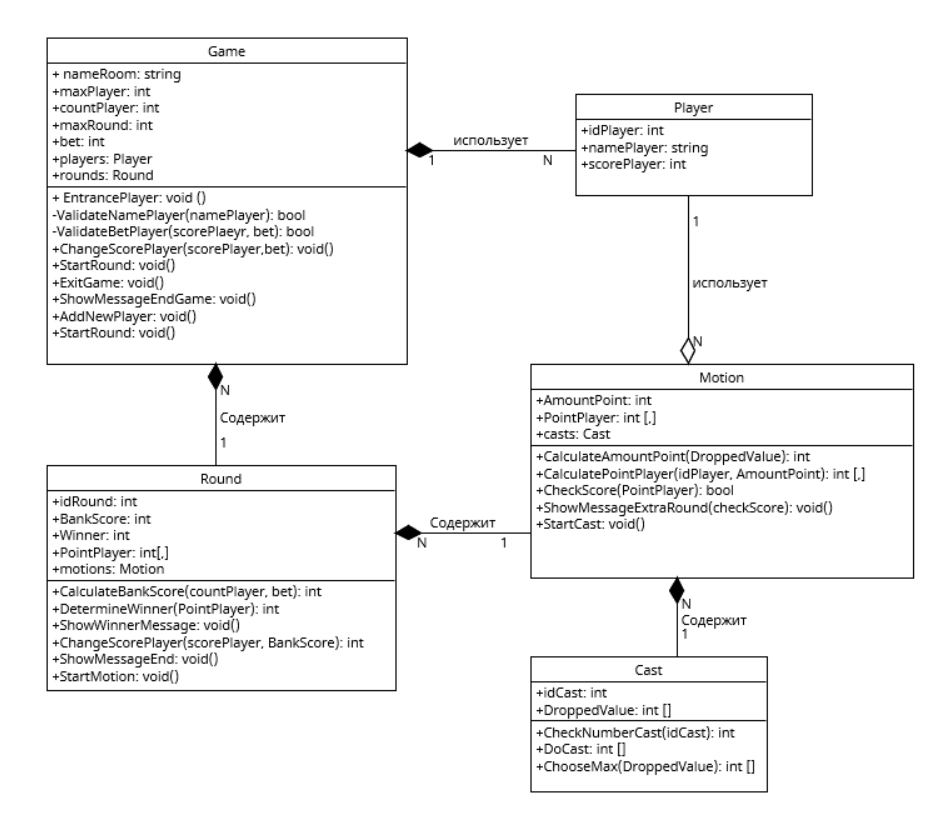 Game
+ nameRoom: string
+maxPlayer: int
+countPlayer: int
+maxRound: int
+bet: int
+players: Player
+rounds: Round
+ EntrancePlayer: void ()
-ValidateNamePlayer(namePlayer): bool
-ValidateBetPlayer(scorePlaeyr, bet): bool
+ChangeScorePlayer(scorePlayer,bet): void()
+StartRound: void()
+ExitGame: void()
+ShowMessageEndGame: void()
+AddNewPlayer: void()
+StartRound: void()
использует
1
N
Player
+idPlayer: int
+namePlayer: string
+scorePlayer: int
1
использует
N
N
Содержит
1
Motion
+AmountPoint: int
+PointPlayer: int [,]
+casts: Cast
+CalculateAmountPoint(DroppedValue): int
+CalculatePointPlayer(idPlayer, AmountPoint): int [,]
+CheckScore(PointPlayer): bool
+ShowMessageExtraRound(checkScore): void()
+StartCast: void()
Round
+idRound: int
+BankScore: int
+Winner: int
+PointPlayer: int[,]
+motions: Motion
+CalculateBankScore(countPlayer, bet): int
+DetermineWinner(PointPlayer): int
+ShowWinnerMessage: void()
+ChangeScorePlayer(scorePlayer, BankScore): int
+ShowMessageEnd: void()
+StartMotion: void()
Содержит
N
1
N
Содержит
1
Cast
+idCast: int
+DroppedValue: int []
+CheckNumberCast(idCast): int
+DoCast: int []
+ChooseMax(DroppedValue): int []